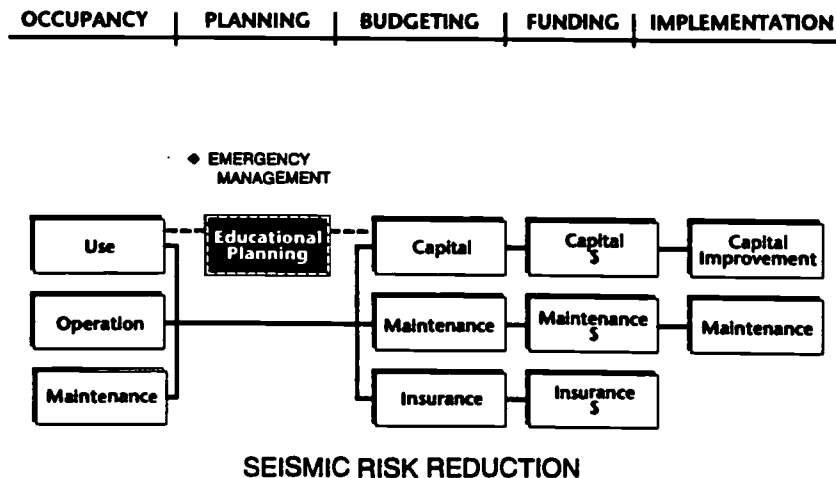 OCCUPANCY PLANNING BUDGETING FUNDING IMPLEMENTATION
◆ EMERGENCY
MANAGEMENT
Use
Educational
Planning
Capital
Capital
$
Capital
Improvement
Operation
Maintenance
Maintenance
$
Maintenance
Maintenance
Insurance
Insurance
$
SEISMIC RISK REDUCTION